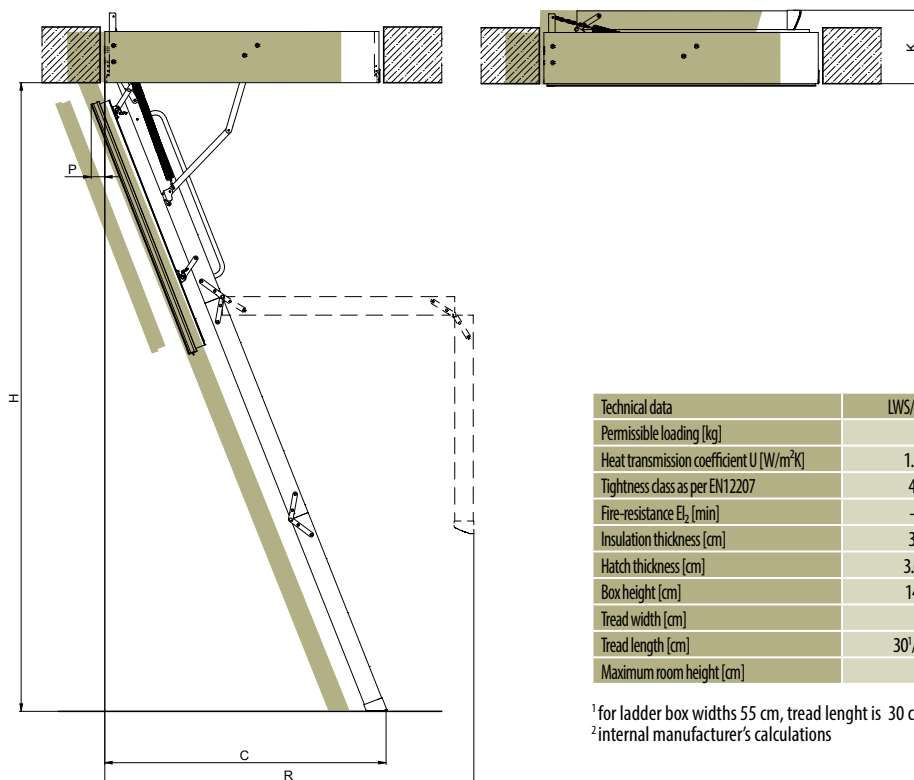 K
P
H
C
R
Technical data LWS/
Permissible loading [kg]
Heat transmission coefficient U [W/m²K] 1.
Tightness class as per EN12207 4
Fire-resistance EI₂ [min] -
Insulation thickness [cm] 3
Hatch thickness [cm] 3.
Box height [cm] 14
Tread width [cm]
Tread length [cm] 30¹/
Maximum room height [cm]
¹ for ladder box widths 55 cm, tread lenght is 30 c
² internal manufacturer's calculations